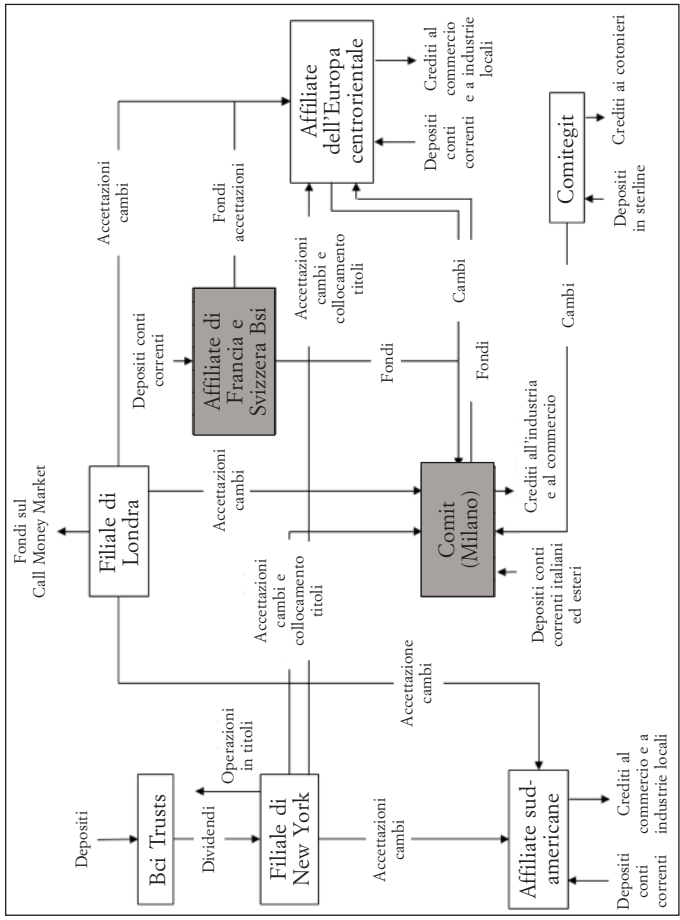 Fondi sul
Call Money Market
Depositi
Bci Trusts
Dividendi
Operazioni
in titoli
Filiale di
New York
Filiale di
Londra
Depositi conti
correnti
Accettazioni
cambi
Affiliate di
Francia e
Svizzera Bsi
Fondi
accettazioni
Affiliate
dell'Europa
centrorientale
Accettazioni
cambi
Accettazioni
cambi e
collocamento
titoli
Accettazioni
cambi e
collocamento
titoli
Fondi
Depositi
conti
correnti
Crediti al
commercio
e a industrie
locali
Accettazioni
cambi
Accettazione
cambi
Comit
(Milano)
Cambi
Fondi
Comitegit
Affiliate sud-
americane
Depositi conti
correnti italiani
ed esteri
Crediti all'industria
e al commercio
Cambi
Depositi
in sterline
Crediti ai cotonieri
Depositi
conti
correnti
Crediti al
commercio e a
industrie locali